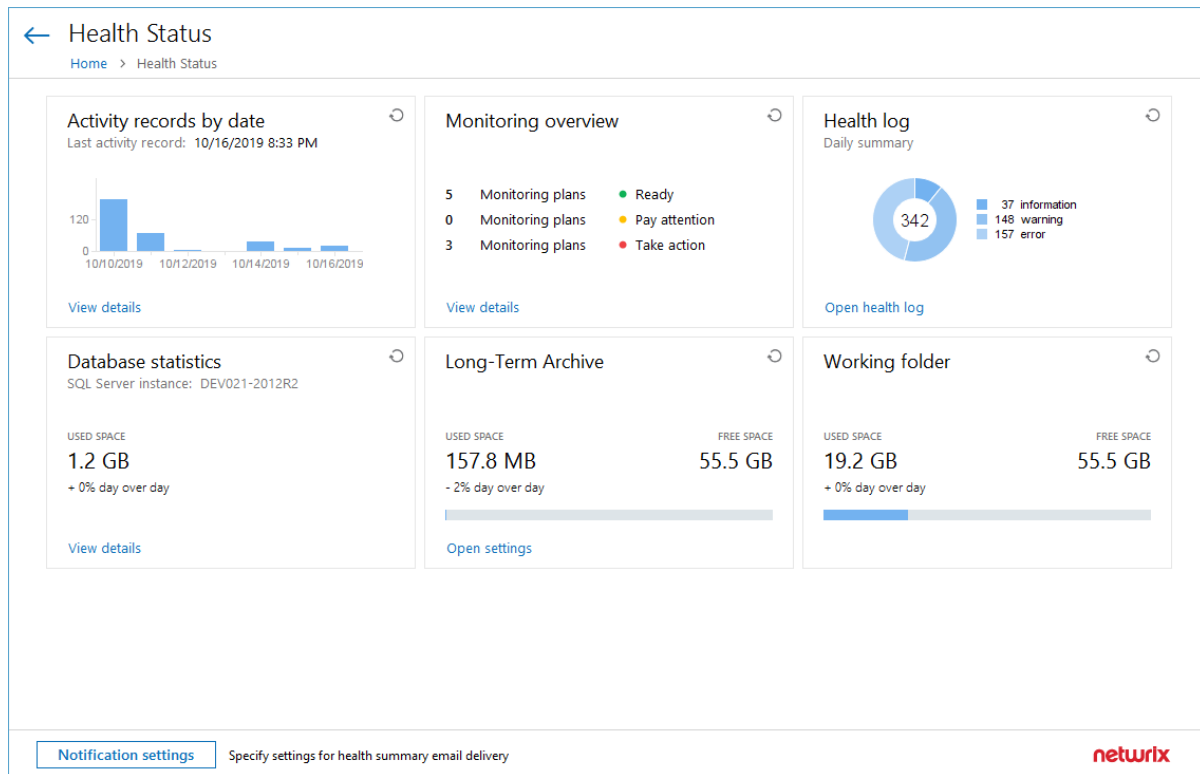 Health Status
Home > Health Status
Activity records by date
Last activity record: 10/16/2019 8:33 PM
120
0
10/10/2019 10/12/2019 10/14/2019 10/16/2019
View details
Monitoring overview
5 Monitoring plans Ready
0 Monitoring plans Pay attention
3 Monitoring plans Take action
View details
Health log
Daily summary
342
37 information
148 warning
157 error
Open health log
Database statistics
SQL Server instance: DEV021-2012R2
USED SPACE
1.2 GB
+ 0% day over day
View details
Long-Term Archive
USED SPACE FREE SPACE
157.8 MB 55.5 GB
- 2% day over day
Open settings
Working folder
USED SPACE FREE SPACE
19.2 GB 55.5 GB
+ 0% day over day
Notification settings Specify settings for health summary email delivery
netwrix